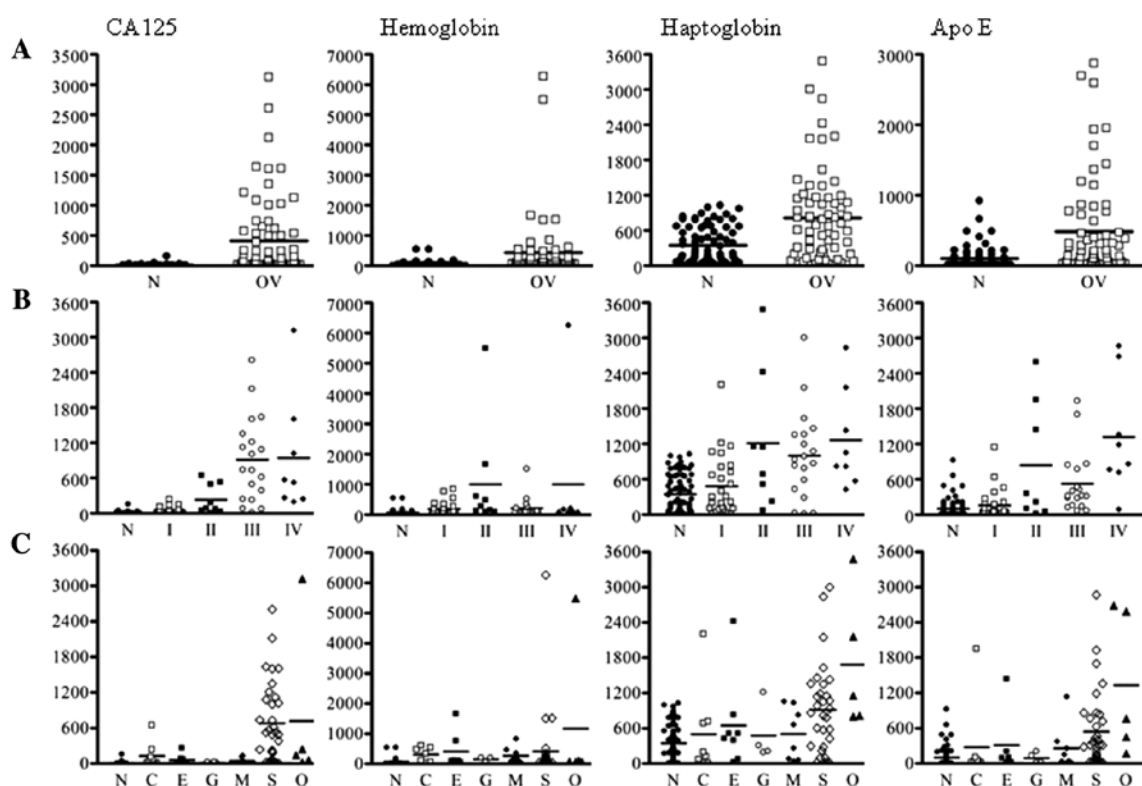 CA125 Hemoglobin Haptoglobin Apo E
A
3500 7000 3600 3000
3000 6000 3000
2500 5000 2400 2000
2000 4000 1800
1500 3000 1200 1000
1000 2000 600
500 1000
0 0 0 0
N OV N OV N OV N OV
B
3600 7000 3600 3600
3000 6000 3000 3000
2400 5000 2400 2400
1800 4000 1800 1800
1200 3000 1200 1200
600 2000 600 600
1000
0 0 0 0
N I II III IV N I II III IV N I II III IV N I II III IV
C
3600 7000 3600 3600
3000 6000 3000 3000
2400 5000 2400 2400
1800 4000 1800 1800
1200 3000 1200 1200
600 2000 600 600
1000
0 0 0 0
N C E G M S O N C E G M S O N C E G M S O N C E G M S O